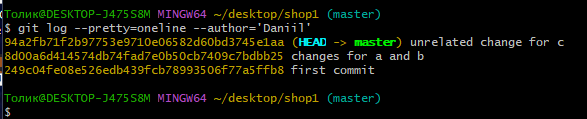 Толик@DESKTOP-J475S8M MINGW64 ~/desktop/shop1 (master)
$ git log --pretty=oneline --author='Daniil'
94a2fb71f2b97753e9710e06582d60bd3745e1aa (HEAD -> master) unrelated change for c
8d00a6d414574db74fad7e0b50cb7409c7bdbb25 changes for a and b
249c04fe08e526edb439fcb78993506f77a5ffb8 first commit
Толик@DESKTOP-J475S8M MINGW64 ~/desktop/shop1 (master)
$